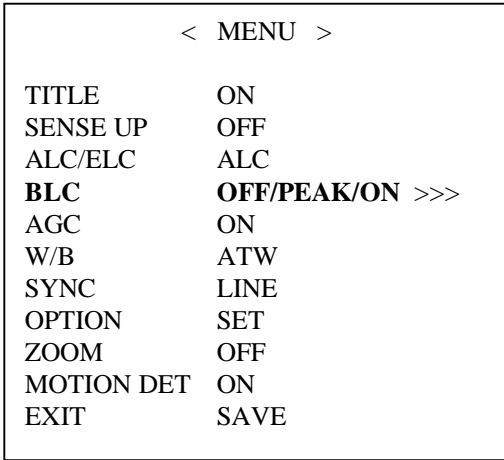 < MENU >
TITLE ON
SENSE UP OFF
ALC/ELC ALC
BLC OFF/PEAK/ON >>>
AGC ON
W/B ATW
SYNC LINE
OPTION SET
ZOOM OFF
MOTION DET ON
EXIT SAVE